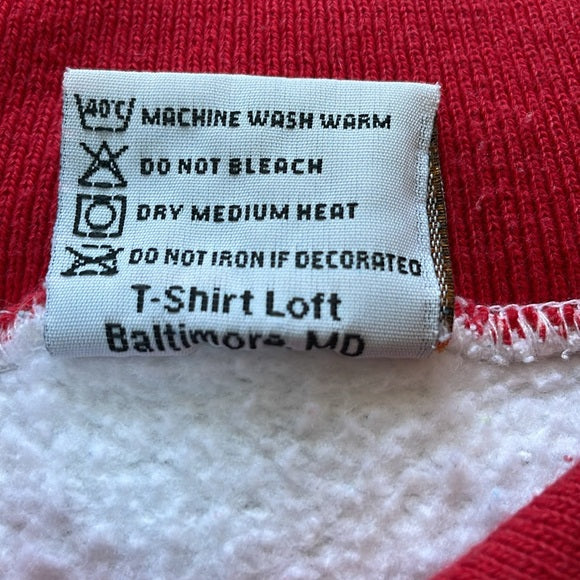 40°C MACHINE WASH WARM
DO NOT BLEACH
DRY MEDIUM HEAT
DO NOT IRON IF DECORATED
T-Shirt Loft
Baltimore, MD